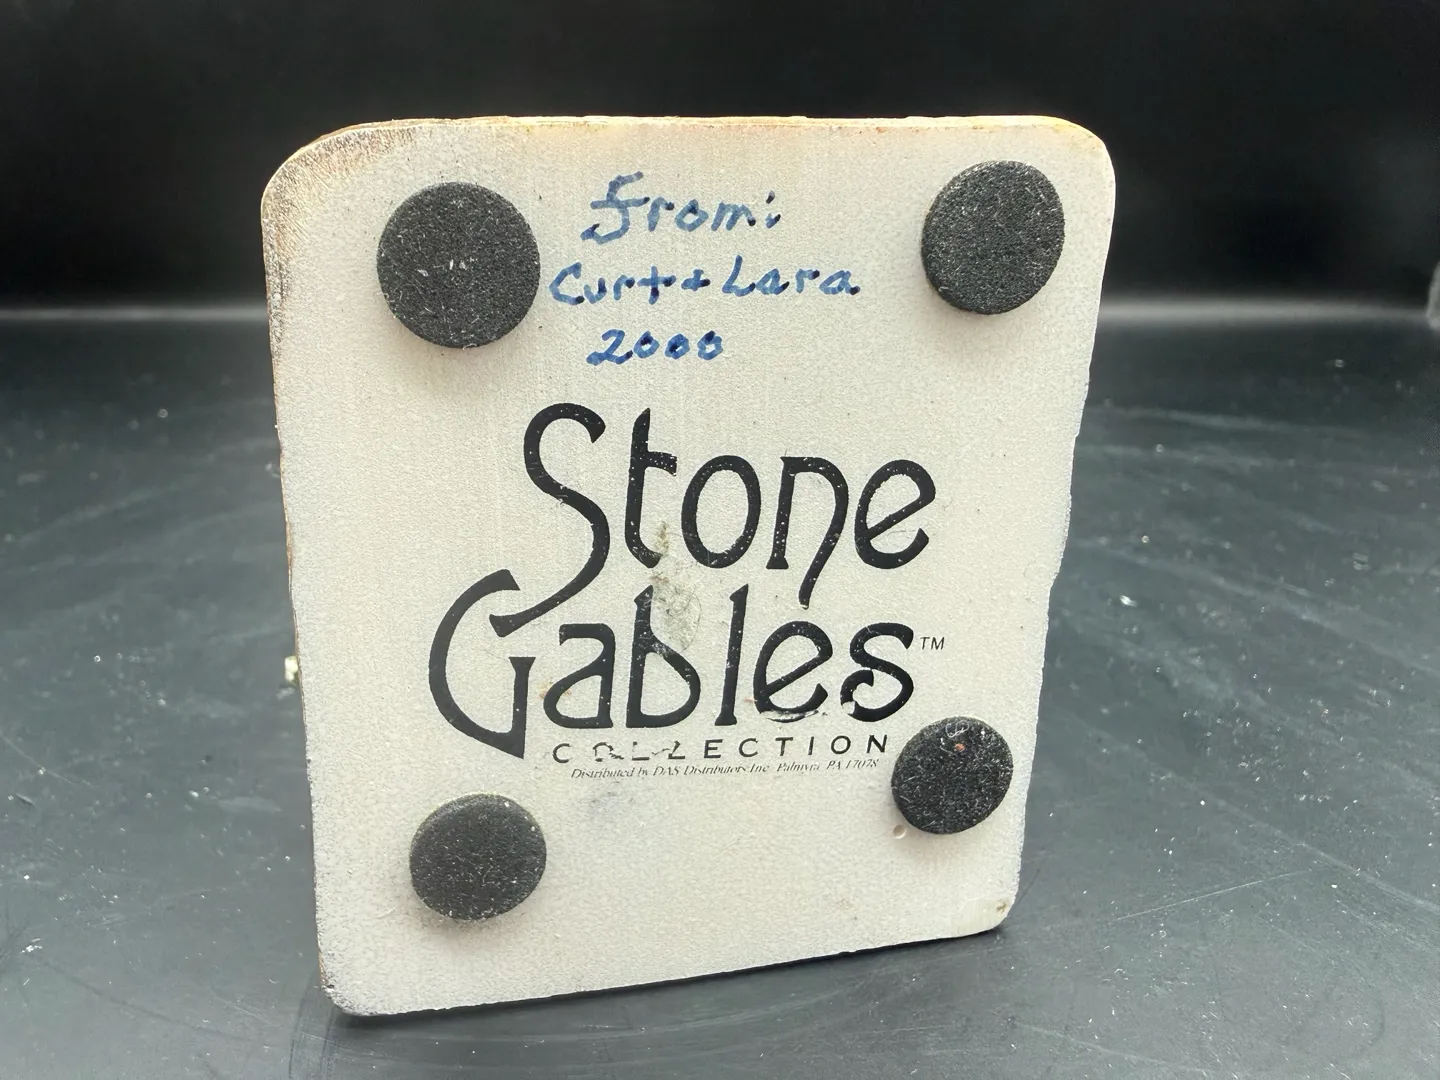 From:
Curt + Lara
2000
Stone
Gables™
COLLECTION
Distributed by DAS Distributors Inc. Palmyra, PA 17078